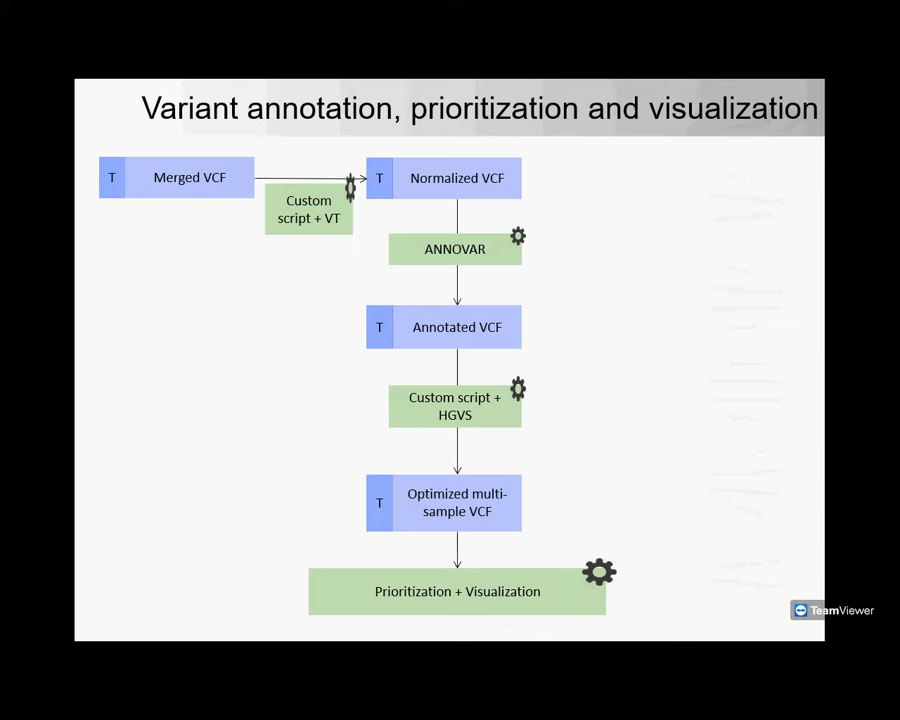 Variant annotation, prioritization and visualization
T Merged VCF
T Normalized VCF
Custom
script + VT
ANNOVAR
T Annotated VCF
Custom script +
HGVS
T Optimized multi-
sample VCF
Prioritization + Visualization
TeamViewer